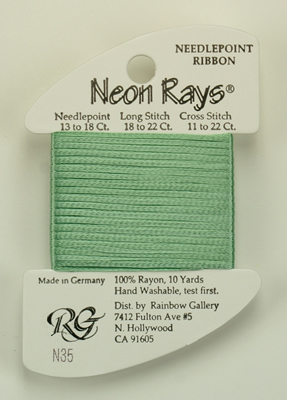 NEEDLEPOINT
RIBBON
Neon Rays®
Needlepoint Long Stitch Cross Stitch
13 to 18 Ct. 18 to 22 Ct. 11 to 22 Ct.
Made in Germany
100% Rayon, 10 Yards
Hand Washable, test first.
RG
N35
Dist. by Rainbow Gallery
7412 Fulton Ave #5
N. Hollywood
CA 91605